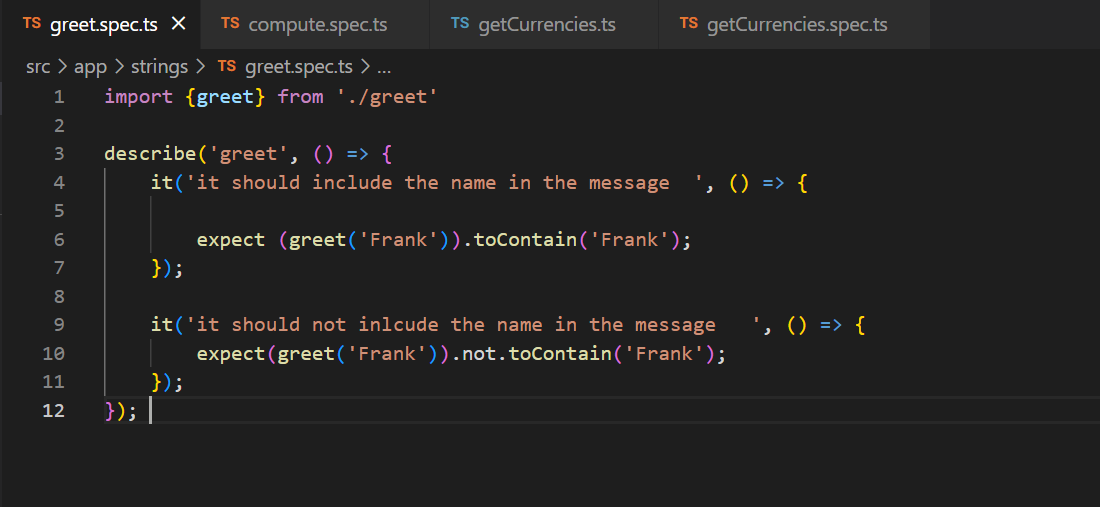 TS greet.spec.ts × TS compute.spec.ts TS getCurrencies.ts TS getCurrencies.spec.ts
src > app > strings > TS greet.spec.ts > ...
1 import {greet} from './greet'
2
3 describe('greet', () => {
4     it('it should include the name in the message  ', () => {
5
6         expect (greet('Frank')).toContain('Frank');
7     });
8
9     it('it should not inlcude the name in the message   ', () => {
10         expect(greet('Frank')).not.toContain('Frank');
11     });
12 });